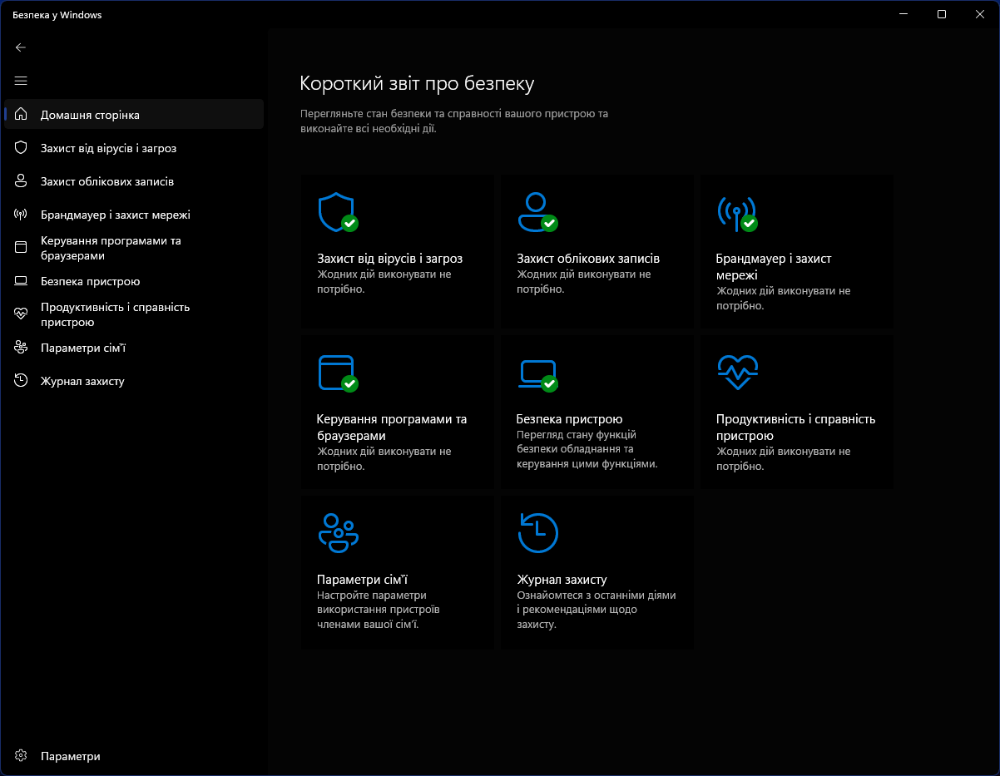 Безпека у Windows
Домашня сторінка
Захист від вірусів і загроз
Захист облікових записів
Брандмауер і захист мережі
Керування програмами та
браузерами
Безпека пристрою
Продуктивність і справність
пристрою
Параметри сім'ї
Журнал захисту
Параметри
Короткий звіт про безпеку
Перегляньте стан безпеки та справності вашого пристрою та
виконайте всі необхідні дії.
Захист від вірусів і загроз
Жодних дій виконувати не
потрібно.
Захист облікових записів
Жодних дій виконувати не
потрібно.
Брандмауер і захист
мережі
Жодних дій виконувати не
потрібно.
Керування програмами та
браузерами
Жодних дій виконувати не
потрібно.
Безпека пристрою
Перегляд стану функцій
безпеки обладнання та
керування цими функціями.
Продуктивність і справність
пристрою
Жодних дій виконувати не
потрібно.
Параметри сім'ї
Настройте параметри
використання пристроїв
членами вашої сім'ї.
Журнал захисту
Ознайомтеся з останніми діями
і рекомендаціями щодо
захисту.